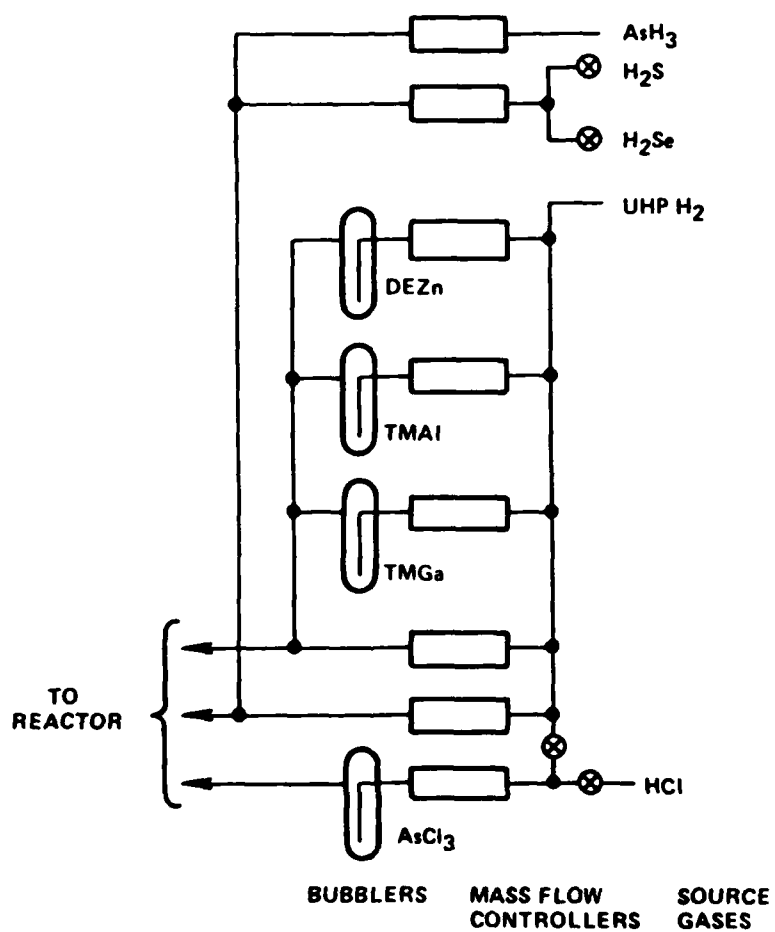 AsH3
H2S
H2Se
UHP H2
DEZn
TMAl
TMGa
TO
REACTOR
HCl
AsCl3
BUBBLERS
MASS FLOW
CONTROLLERS
SOURCE
GASES